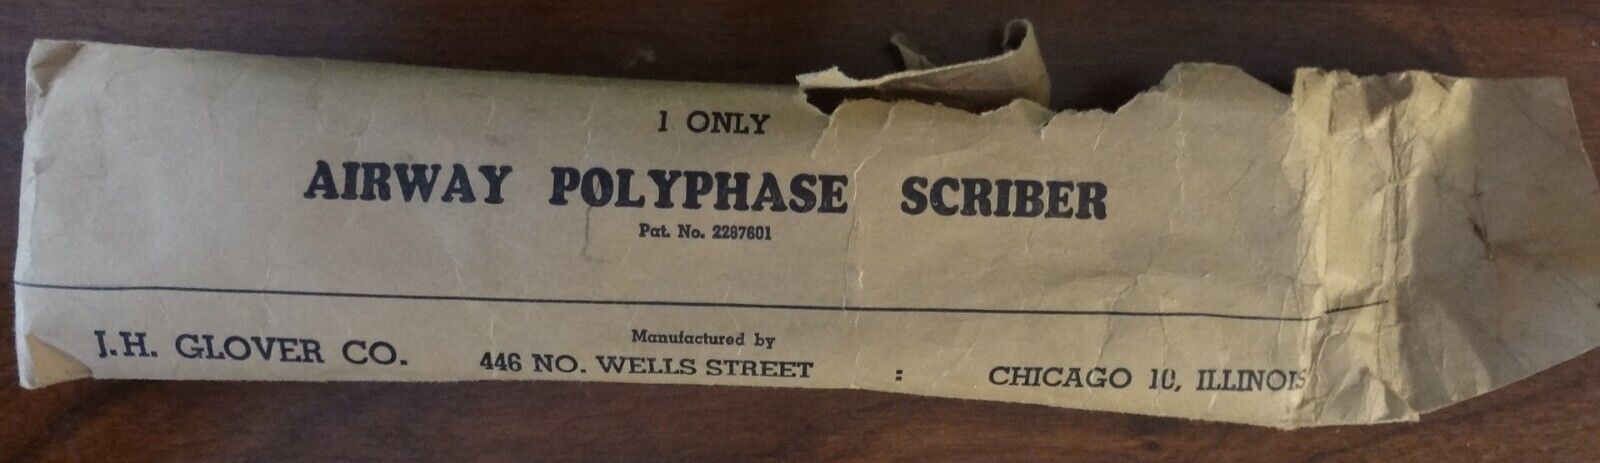 1 ONLY
AIRWAY POLYPHASE SCRIBER
Pat. No. 2287601
Manufactured by
J.H. GLOVER CO. 446 NO. WELLS STREET : CHICAGO 10, ILLINOIS